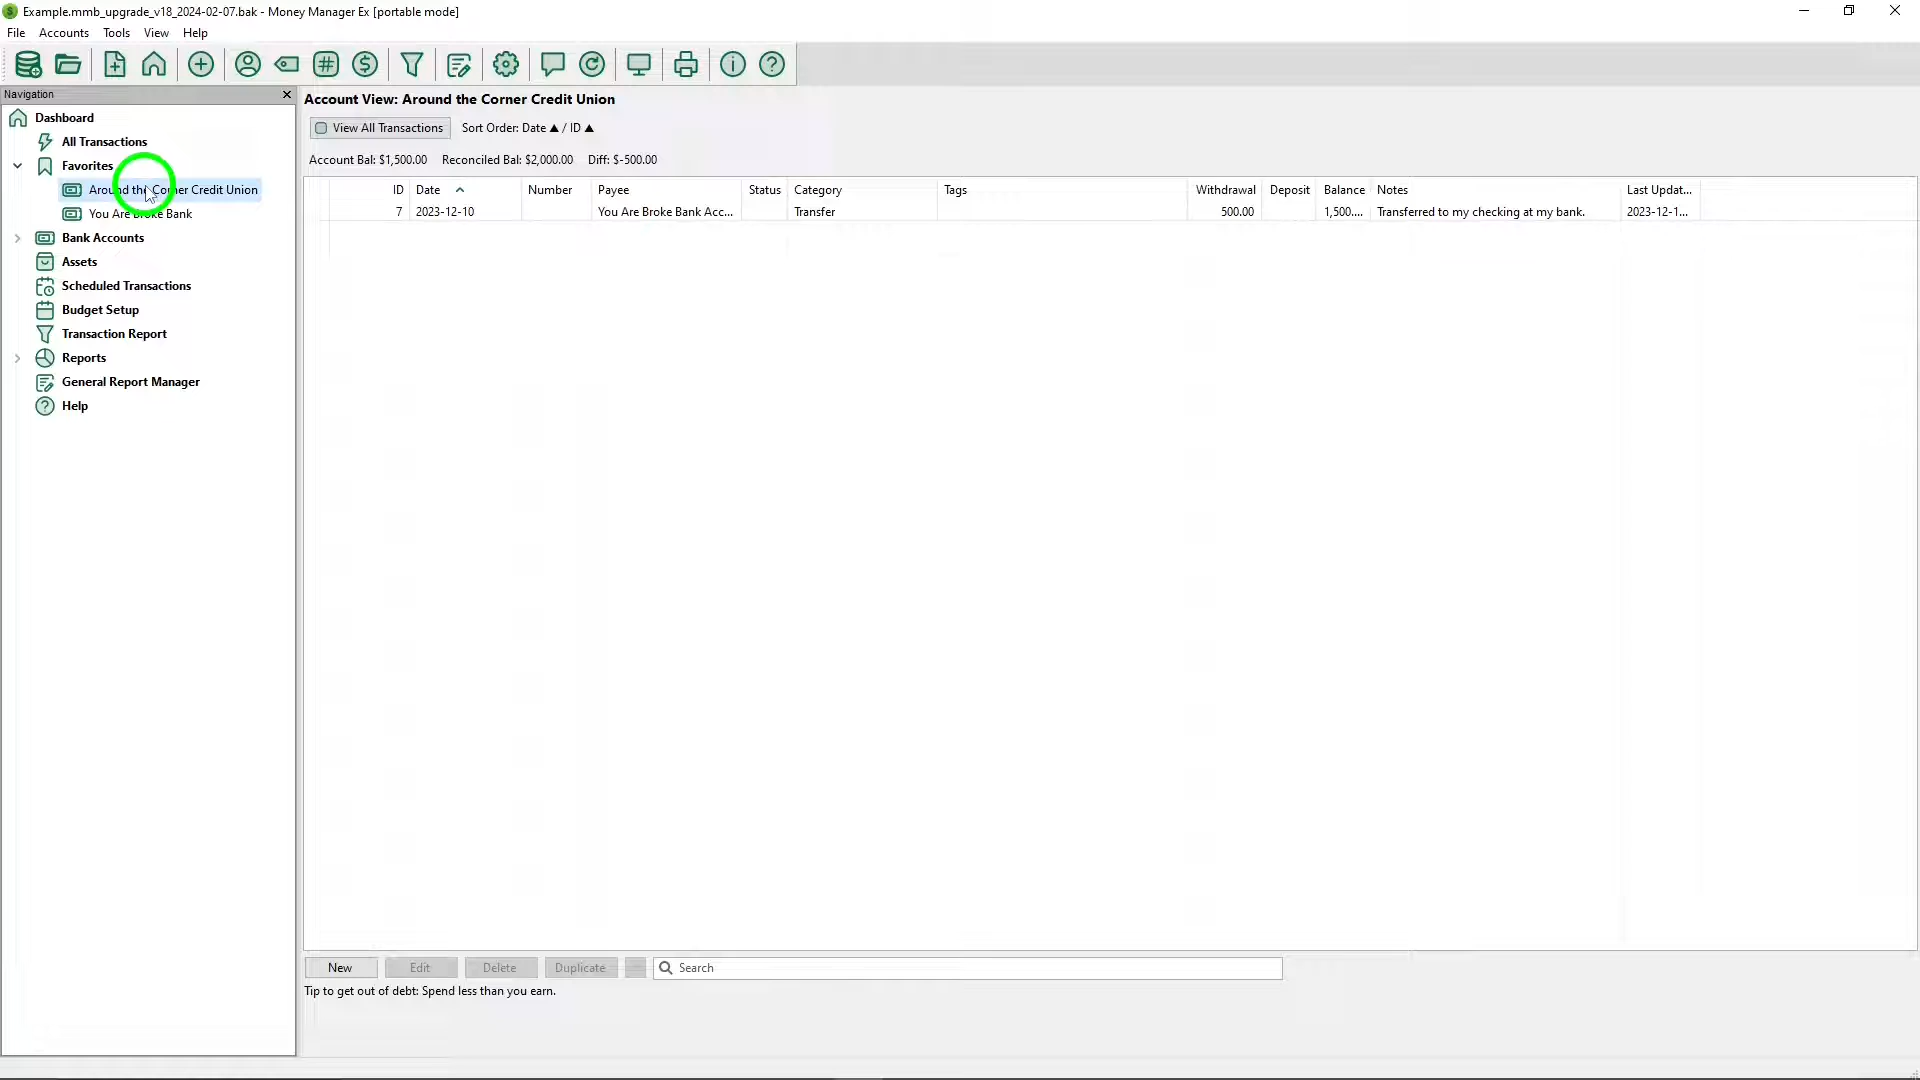 Example.mmb_upgrade_v18_2024-02-07.bak - Money Manager Ex [portable mode]
File Accounts Tools View Help
Navigation
Dashboard
All Transactions
Favorites
Around the Corner Credit Union
You Are Broke Bank
Bank Accounts
Assets
Scheduled Transactions
Budget Setup
Transaction Report
Reports
General Report Manager
Help
Account View: Around the Corner Credit Union
View All Transactions Sort Order: Date ▲ / ID ▲
Account Bal: $1,500.00 Reconciled Bal: $2,000.00 Diff: $-500.00
ID Date Number Payee Status Category Tags Withdrawal Deposit Balance Notes Last Updat...
7 2023-12-10 You Are Broke Bank Acc... Transfer 500.00 1,500.... Transferred to my checking at my bank. 2023-12-1...
New Edit Delete Duplicate Search
Tip to get out of debt: Spend less than you earn.